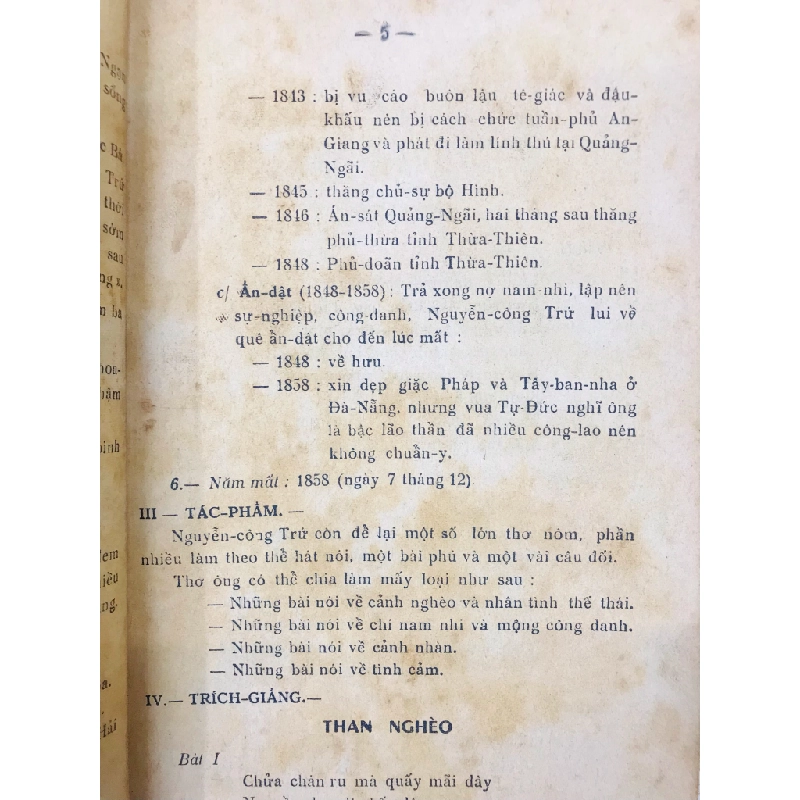 — 5 —
— 1843 : bị vu cáo buôn lậu tê-giác và đậu-
khấu nên bị cách chức tuần-phủ An-
Giang và phát đi làm lính thú tại Quảng-
Ngãi.
— 1845 : thăng chủ-sự bộ Hình.
— 1846 : Án-sát Quảng-Ngãi, hai tháng sau thăng
phủ-thừa tỉnh Thừa-Thiên.
— 1848 : Phủ-doãn tỉnh Thừa-Thiên.
c/ Ẩn-dật (1848-1858) : Trả xong nợ nam-nhi, lập nên
sự-nghiệp, công-danh, Nguyễn-công Trứ lui về
quê ẩn-dật cho đến lúc mất :
— 1848 : về hưu.
— 1858 : xin dẹp giặc Pháp và Tây-ban-nha ở
Đà-Nẵng, nhưng vua Tự-Đức nghĩ ông
là bậc lão thần đã nhiều công-lao nên
không chuẩn-y.
6.— Năm mất : 1858 (ngày 7 tháng 12)
III — TÁC-PHẨM. —
Nguyễn-công Trứ còn để lại một số lớn thơ nôm, phần
nhiều làm theo thể hát nói, một bài phú và một vài câu đối.
Thơ ông có thể chia làm mấy loại như sau :
— Những bài nói về cảnh nghèo và nhân tình thế thái.
— Những bài nói về chí nam nhi và mộng công danh.
— Những bài nói về cảnh nhàn.
— Những bài nói về tình cảm.
IV.— TRÍCH-GIẢNG.—
THAN NGHÈO
Bài I
Chửa chán ru mà quấy mãi đây